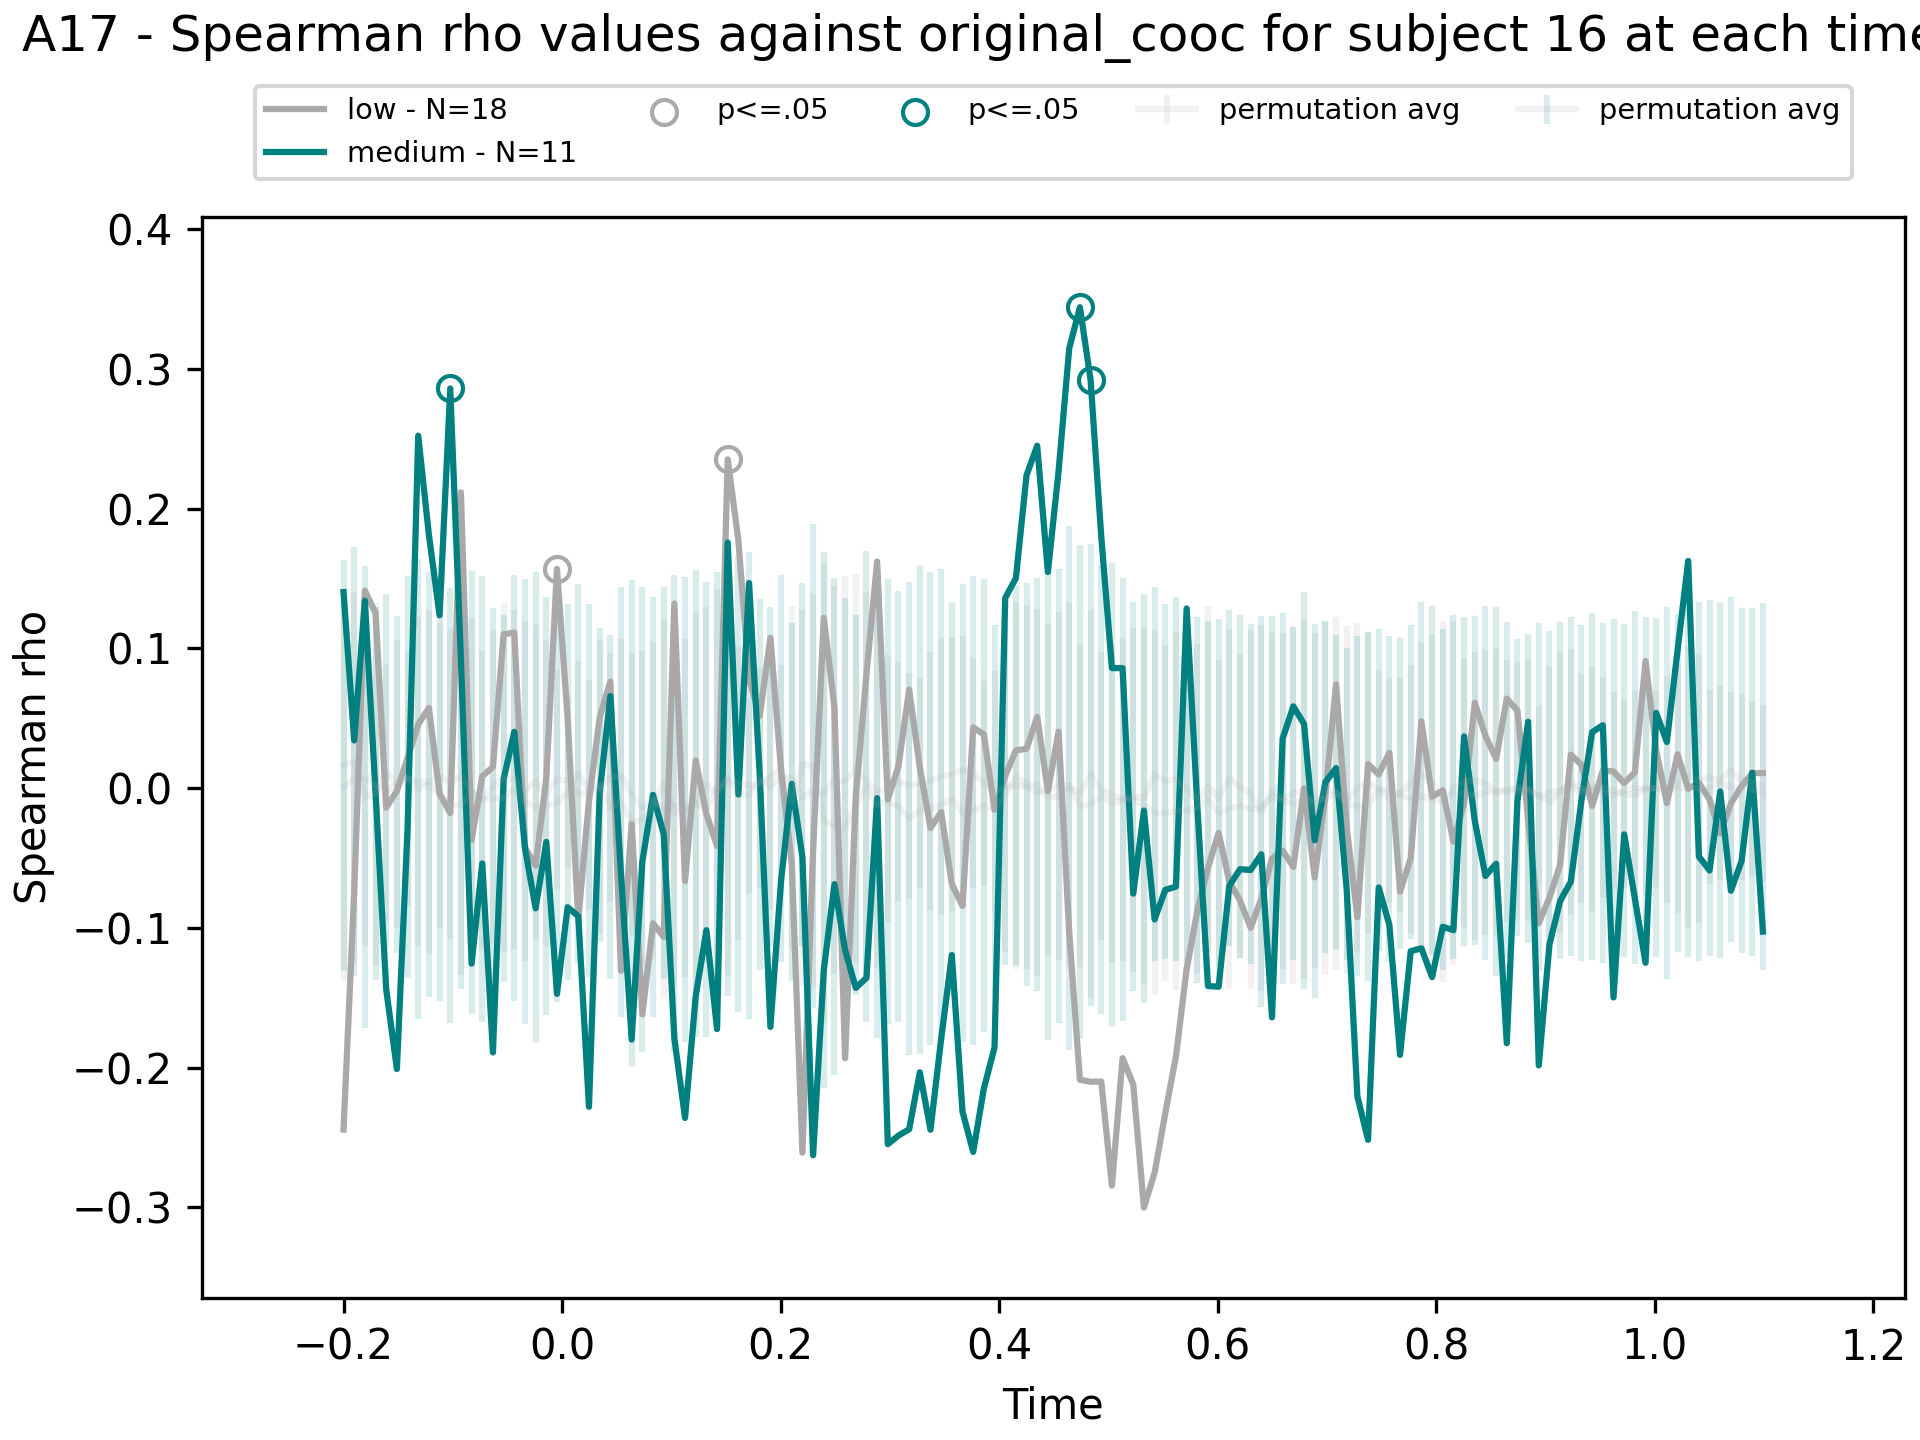 A17 - Spearman rho values against original_cooc for subject 16 at each time
low - N=18
medium - N=11
p<=.05
p<=.05
permutation avg
permutation avg
Spearman rho
0.4
0.3
0.2
0.1
0.0
−0.1
−0.2
−0.3
−0.2 0.0 0.2 0.4 0.6 0.8 1.0 1.2
Time